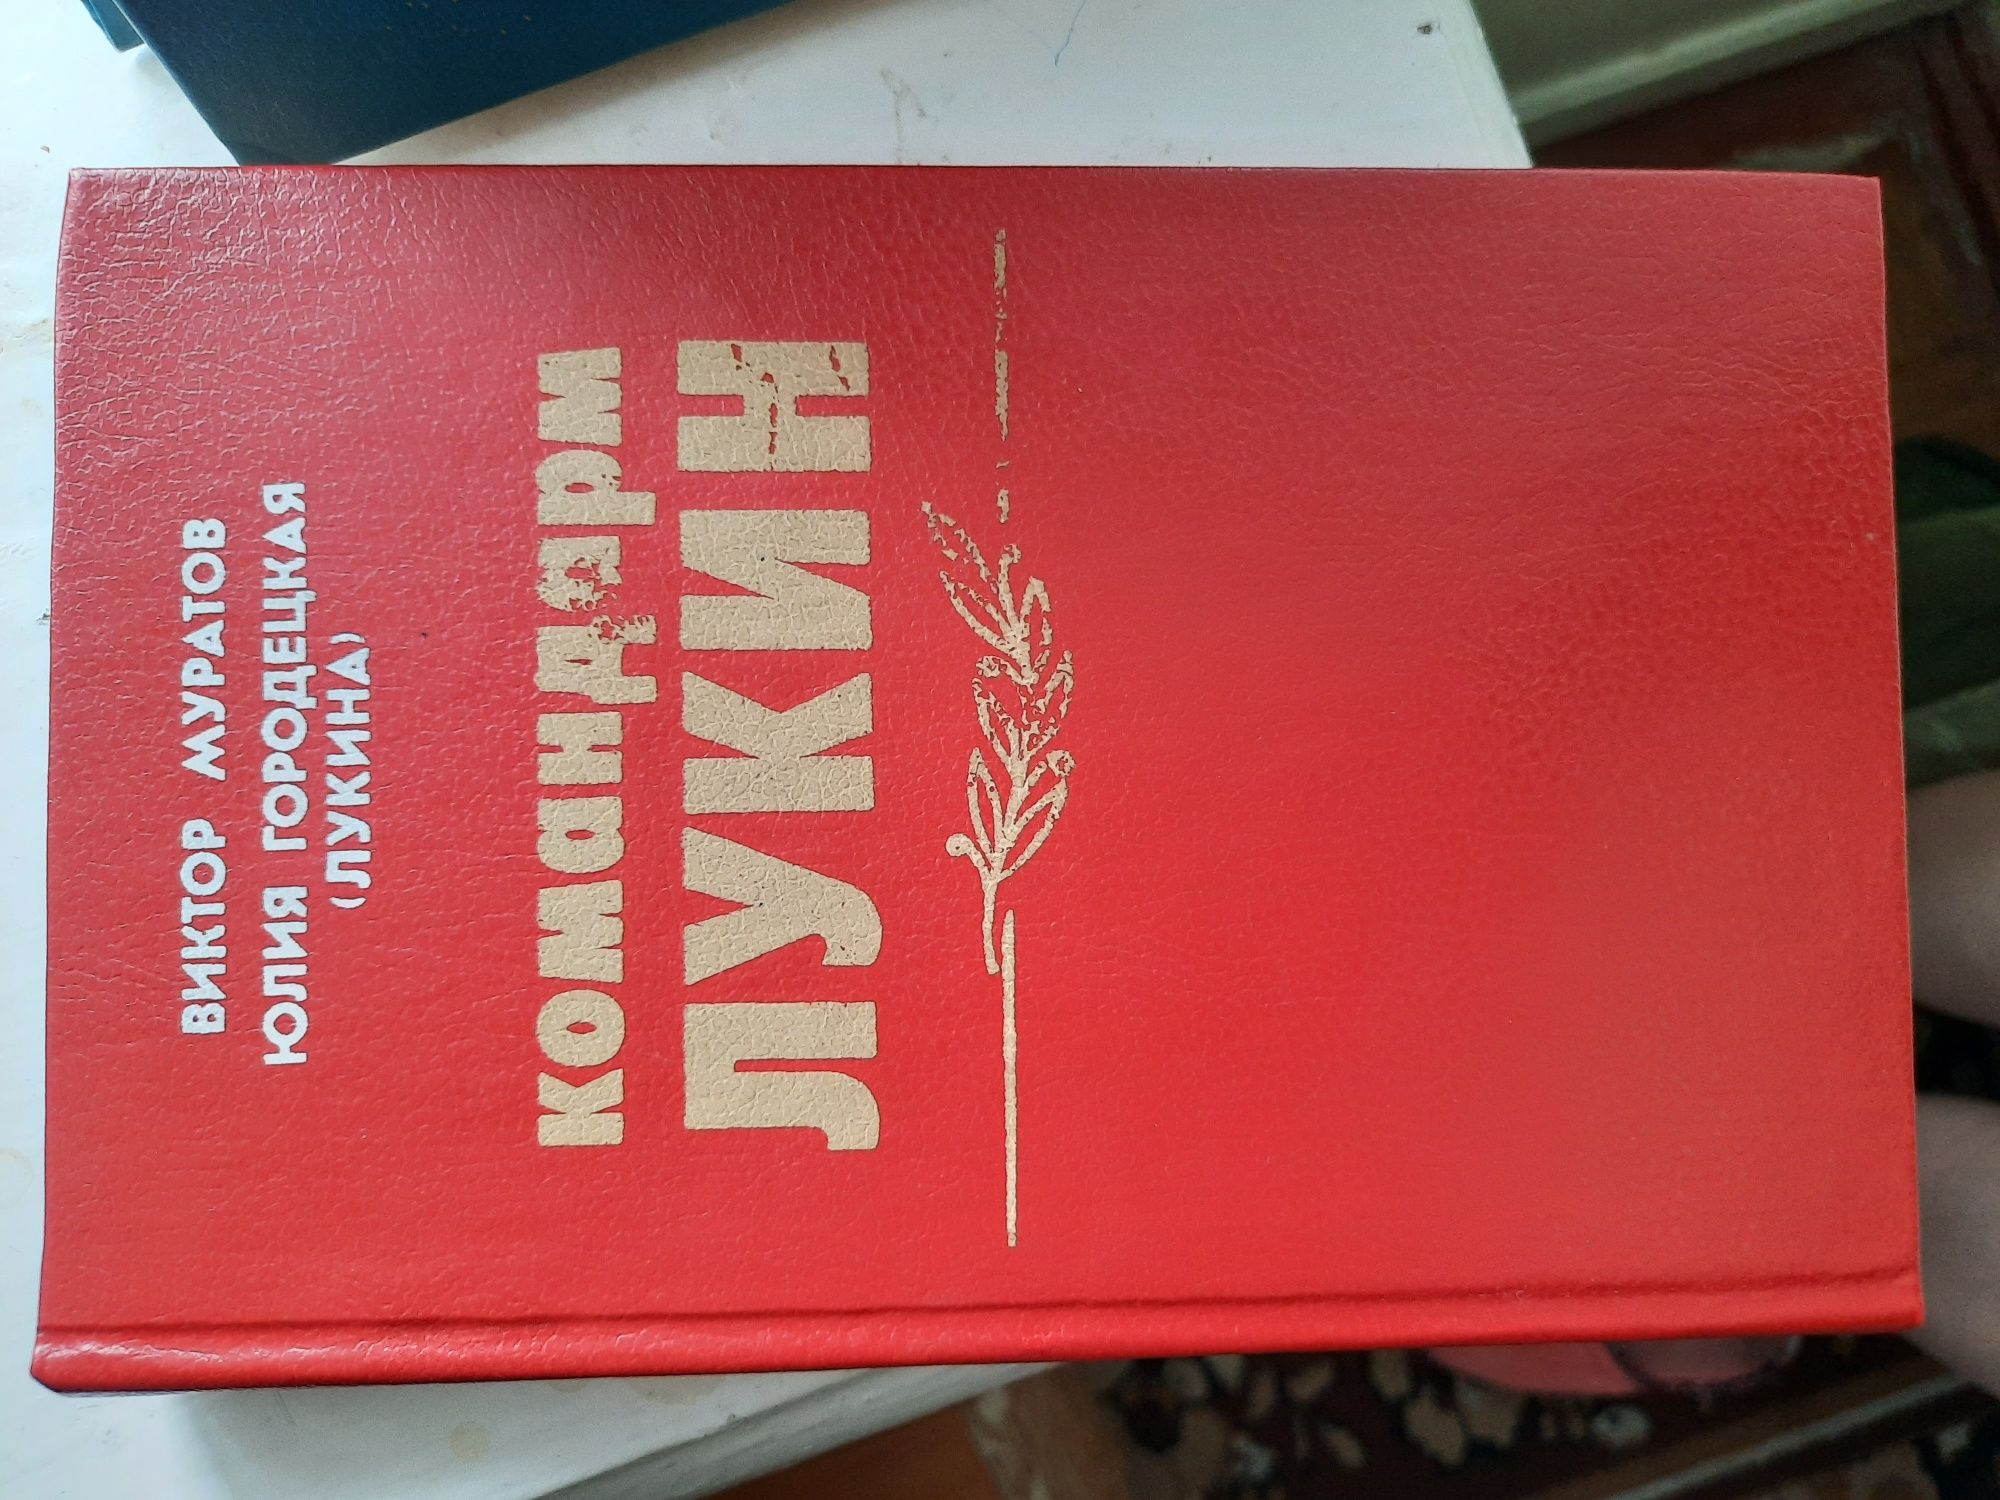 ВИКТОР МУРАТОВ
ЮЛИЯ ГОРОДЕЦКАЯ
(ЛУКИНА)
командарм
ЛУКИН